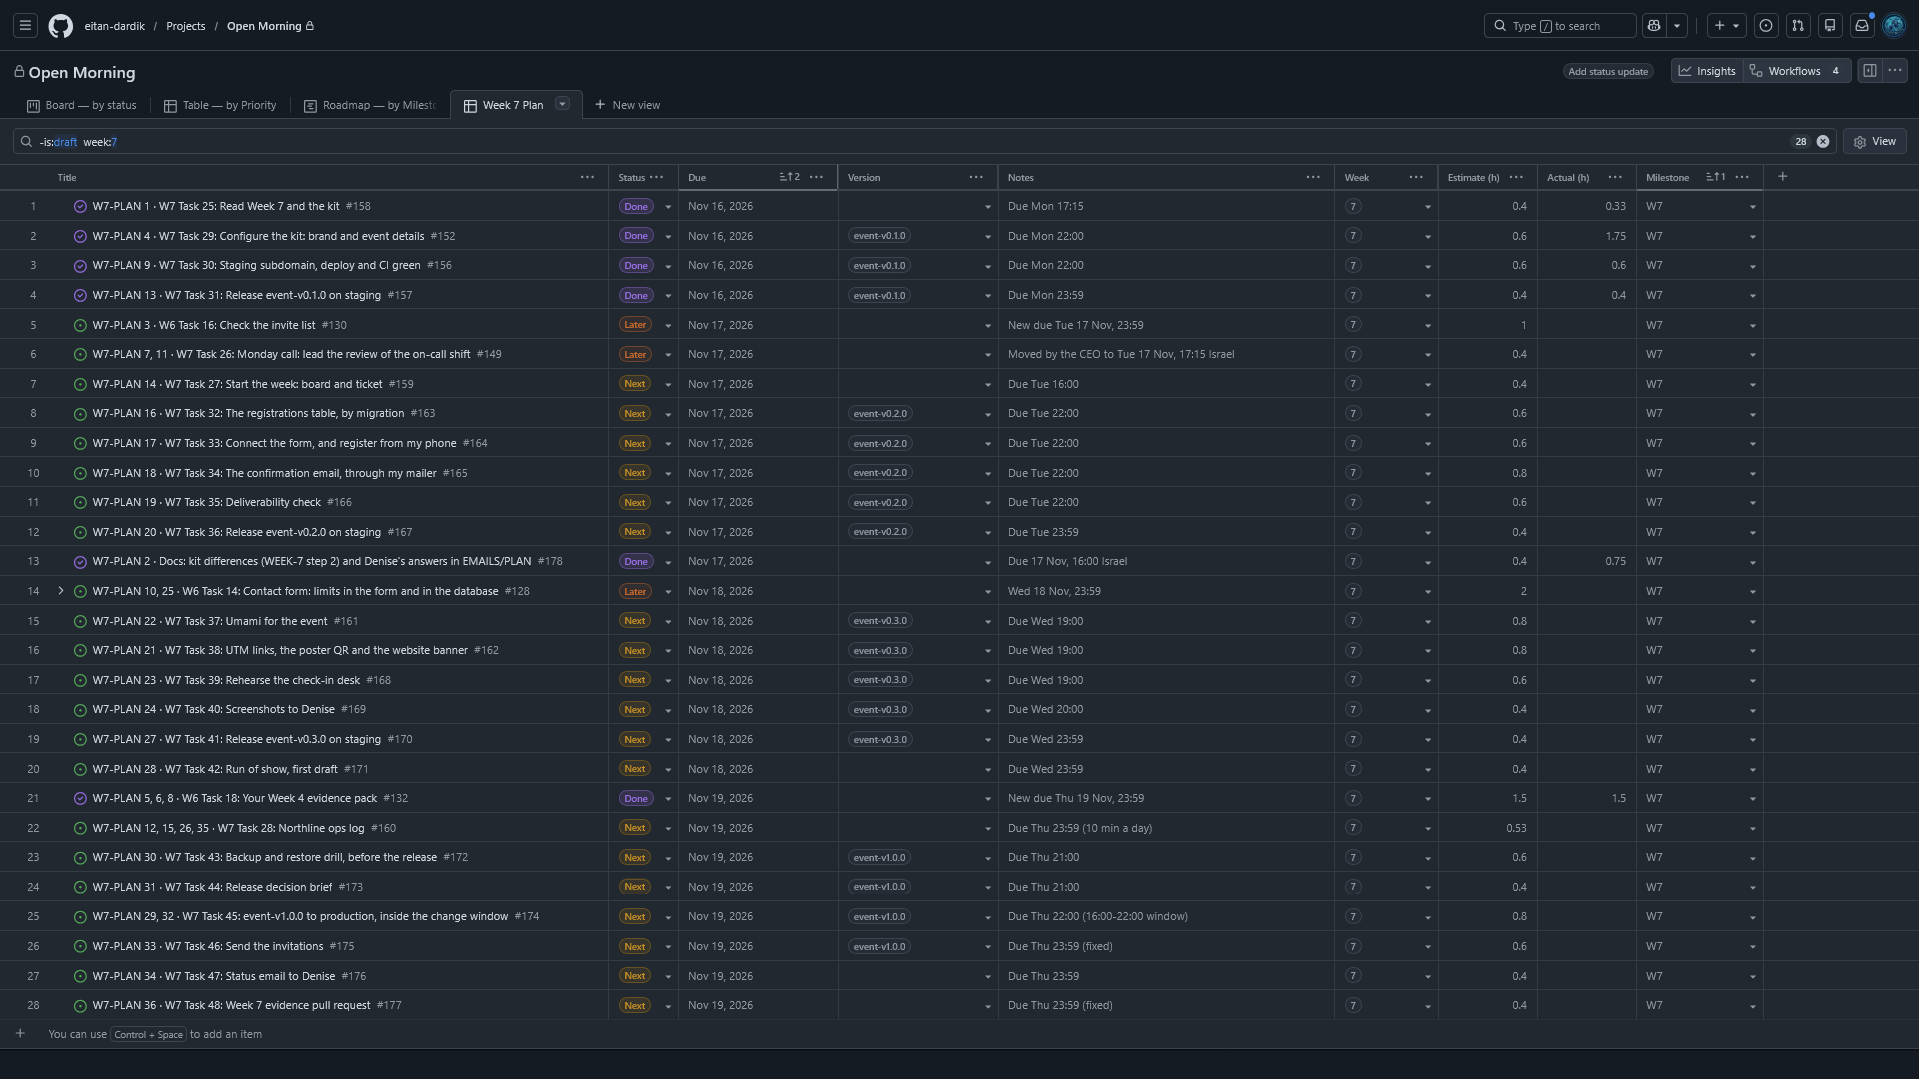 eitan-dardik / Projects / Open Morning
Type / to search
Open Morning
Add status update Insights Workflows 4
Board — by status Table — by Priority Roadmap — by Milesto Week 7 Plan New view
-is:draft week:7 28 View
Title Status Due 2 Version Notes Week Estimate (h) Actual (h) Milestone 1
1 W7-PLAN 1 · W7 Task 25: Read Week 7 and the kit #158 Done Nov 16, 2026 Due Mon 17:15 7 0.4 0.33 W7
2 W7-PLAN 4 · W7 Task 29: Configure the kit: brand and event details #152 Done Nov 16, 2026 event-v0.1.0 Due Mon 22:00 7 0.6 1.75 W7
3 W7-PLAN 9 · W7 Task 30: Staging subdomain, deploy and CI green #156 Done Nov 16, 2026 event-v0.1.0 Due Mon 22:00 7 0.6 0.6 W7
4 W7-PLAN 13 · W7 Task 31: Release event-v0.1.0 on staging #157 Done Nov 16, 2026 event-v0.1.0 Due Mon 23:59 7 0.4 0.4 W7
5 W7-PLAN 3 · W6 Task 16: Check the invite list #130 Later Nov 17, 2026 New due Tue 17 Nov, 23:59 7 1 W7
6 W7-PLAN 7, 11 · W7 Task 26: Monday call: lead the review of the on-call shift #149 Later Nov 17, 2026 Moved by the CEO to Tue 17 Nov, 17:15 Israel 7 0.4 W7
7 W7-PLAN 14 · W7 Task 27: Start the week: board and ticket #159 Next Nov 17, 2026 Due Tue 16:00 7 0.4 W7
8 W7-PLAN 16 · W7 Task 32: The registrations table, by migration #163 Next Nov 17, 2026 event-v0.2.0 Due Tue 22:00 7 0.6 W7
9 W7-PLAN 17 · W7 Task 33: Connect the form, and register from my phone #164 Next Nov 17, 2026 event-v0.2.0 Due Tue 22:00 7 0.6 W7
10 W7-PLAN 18 · W7 Task 34: The confirmation email, through my mailer #165 Next Nov 17, 2026 event-v0.2.0 Due Tue 22:00 7 0.8 W7
11 W7-PLAN 19 · W7 Task 35: Deliverability check #166 Next Nov 17, 2026 event-v0.2.0 Due Tue 22:00 7 0.6 W7
12 W7-PLAN 20 · W7 Task 36: Release event-v0.2.0 on staging #167 Next Nov 17, 2026 event-v0.2.0 Due Tue 23:59 7 0.4 W7
13 W7-PLAN 2 · Docs: kit differences (WEEK-7 step 2) and Denise's answers in EMAILS/PLAN #178 Done Nov 17, 2026 Due 17 Nov, 16:00 Israel 7 0.4 0.75 W7
14 W7-PLAN 10, 25 · W6 Task 14: Contact form: limits in the form and in the database #128 Later Nov 18, 2026 Wed 18 Nov, 23:59 7 2 W7
15 W7-PLAN 22 · W7 Task 37: Umami for the event #161 Next Nov 18, 2026 event-v0.3.0 Due Wed 19:00 7 0.8 W7
16 W7-PLAN 21 · W7 Task 38: UTM links, the poster QR and the website banner #162 Next Nov 18, 2026 event-v0.3.0 Due Wed 19:00 7 0.8 W7
17 W7-PLAN 23 · W7 Task 39: Rehearse the check-in desk #168 Next Nov 18, 2026 event-v0.3.0 Due Wed 19:00 7 0.6 W7
18 W7-PLAN 24 · W7 Task 40: Screenshots to Denise #169 Next Nov 18, 2026 event-v0.3.0 Due Wed 20:00 7 0.4 W7
19 W7-PLAN 27 · W7 Task 41: Release event-v0.3.0 on staging #170 Next Nov 18, 2026 event-v0.3.0 Due Wed 23:59 7 0.4 W7
20 W7-PLAN 28 · W7 Task 42: Run of show, first draft #171 Next Nov 18, 2026 Due Wed 23:59 7 0.4 W7
21 W7-PLAN 5, 6, 8 · W6 Task 18: Your Week 4 evidence pack #132 Done Nov 19, 2026 New due Thu 19 Nov, 23:59 7 1.5 1.5 W7
22 W7-PLAN 12, 15, 26, 35 · W7 Task 28: Northline ops log #160 Next Nov 19, 2026 Due Thu 23:59 (10 min a day) 7 0.53 W7
23 W7-PLAN 30 · W7 Task 43: Backup and restore drill, before the release #172 Next Nov 19, 2026 event-v1.0.0 Due Thu 21:00 7 0.6 W7
24 W7-PLAN 31 · W7 Task 44: Release decision brief #173 Next Nov 19, 2026 event-v1.0.0 Due Thu 21:00 7 0.4 W7
25 W7-PLAN 29, 32 · W7 Task 45: event-v1.0.0 to production, inside the change window #174 Next Nov 19, 2026 event-v1.0.0 Due Thu 22:00 (16:00-22:00 window) 7 0.8 W7
26 W7-PLAN 33 · W7 Task 46: Send the invitations #175 Next Nov 19, 2026 event-v1.0.0 Due Thu 23:59 (fixed) 7 0.6 W7
27 W7-PLAN 34 · W7 Task 47: Status email to Denise #176 Next Nov 19, 2026 Due Thu 23:59 7 0.4 W7
28 W7-PLAN 36 · W7 Task 48: Week 7 evidence pull request #177 Next Nov 19, 2026 Due Thu 23:59 (fixed) 7 0.4 W7
You can use Control + Space to add an item